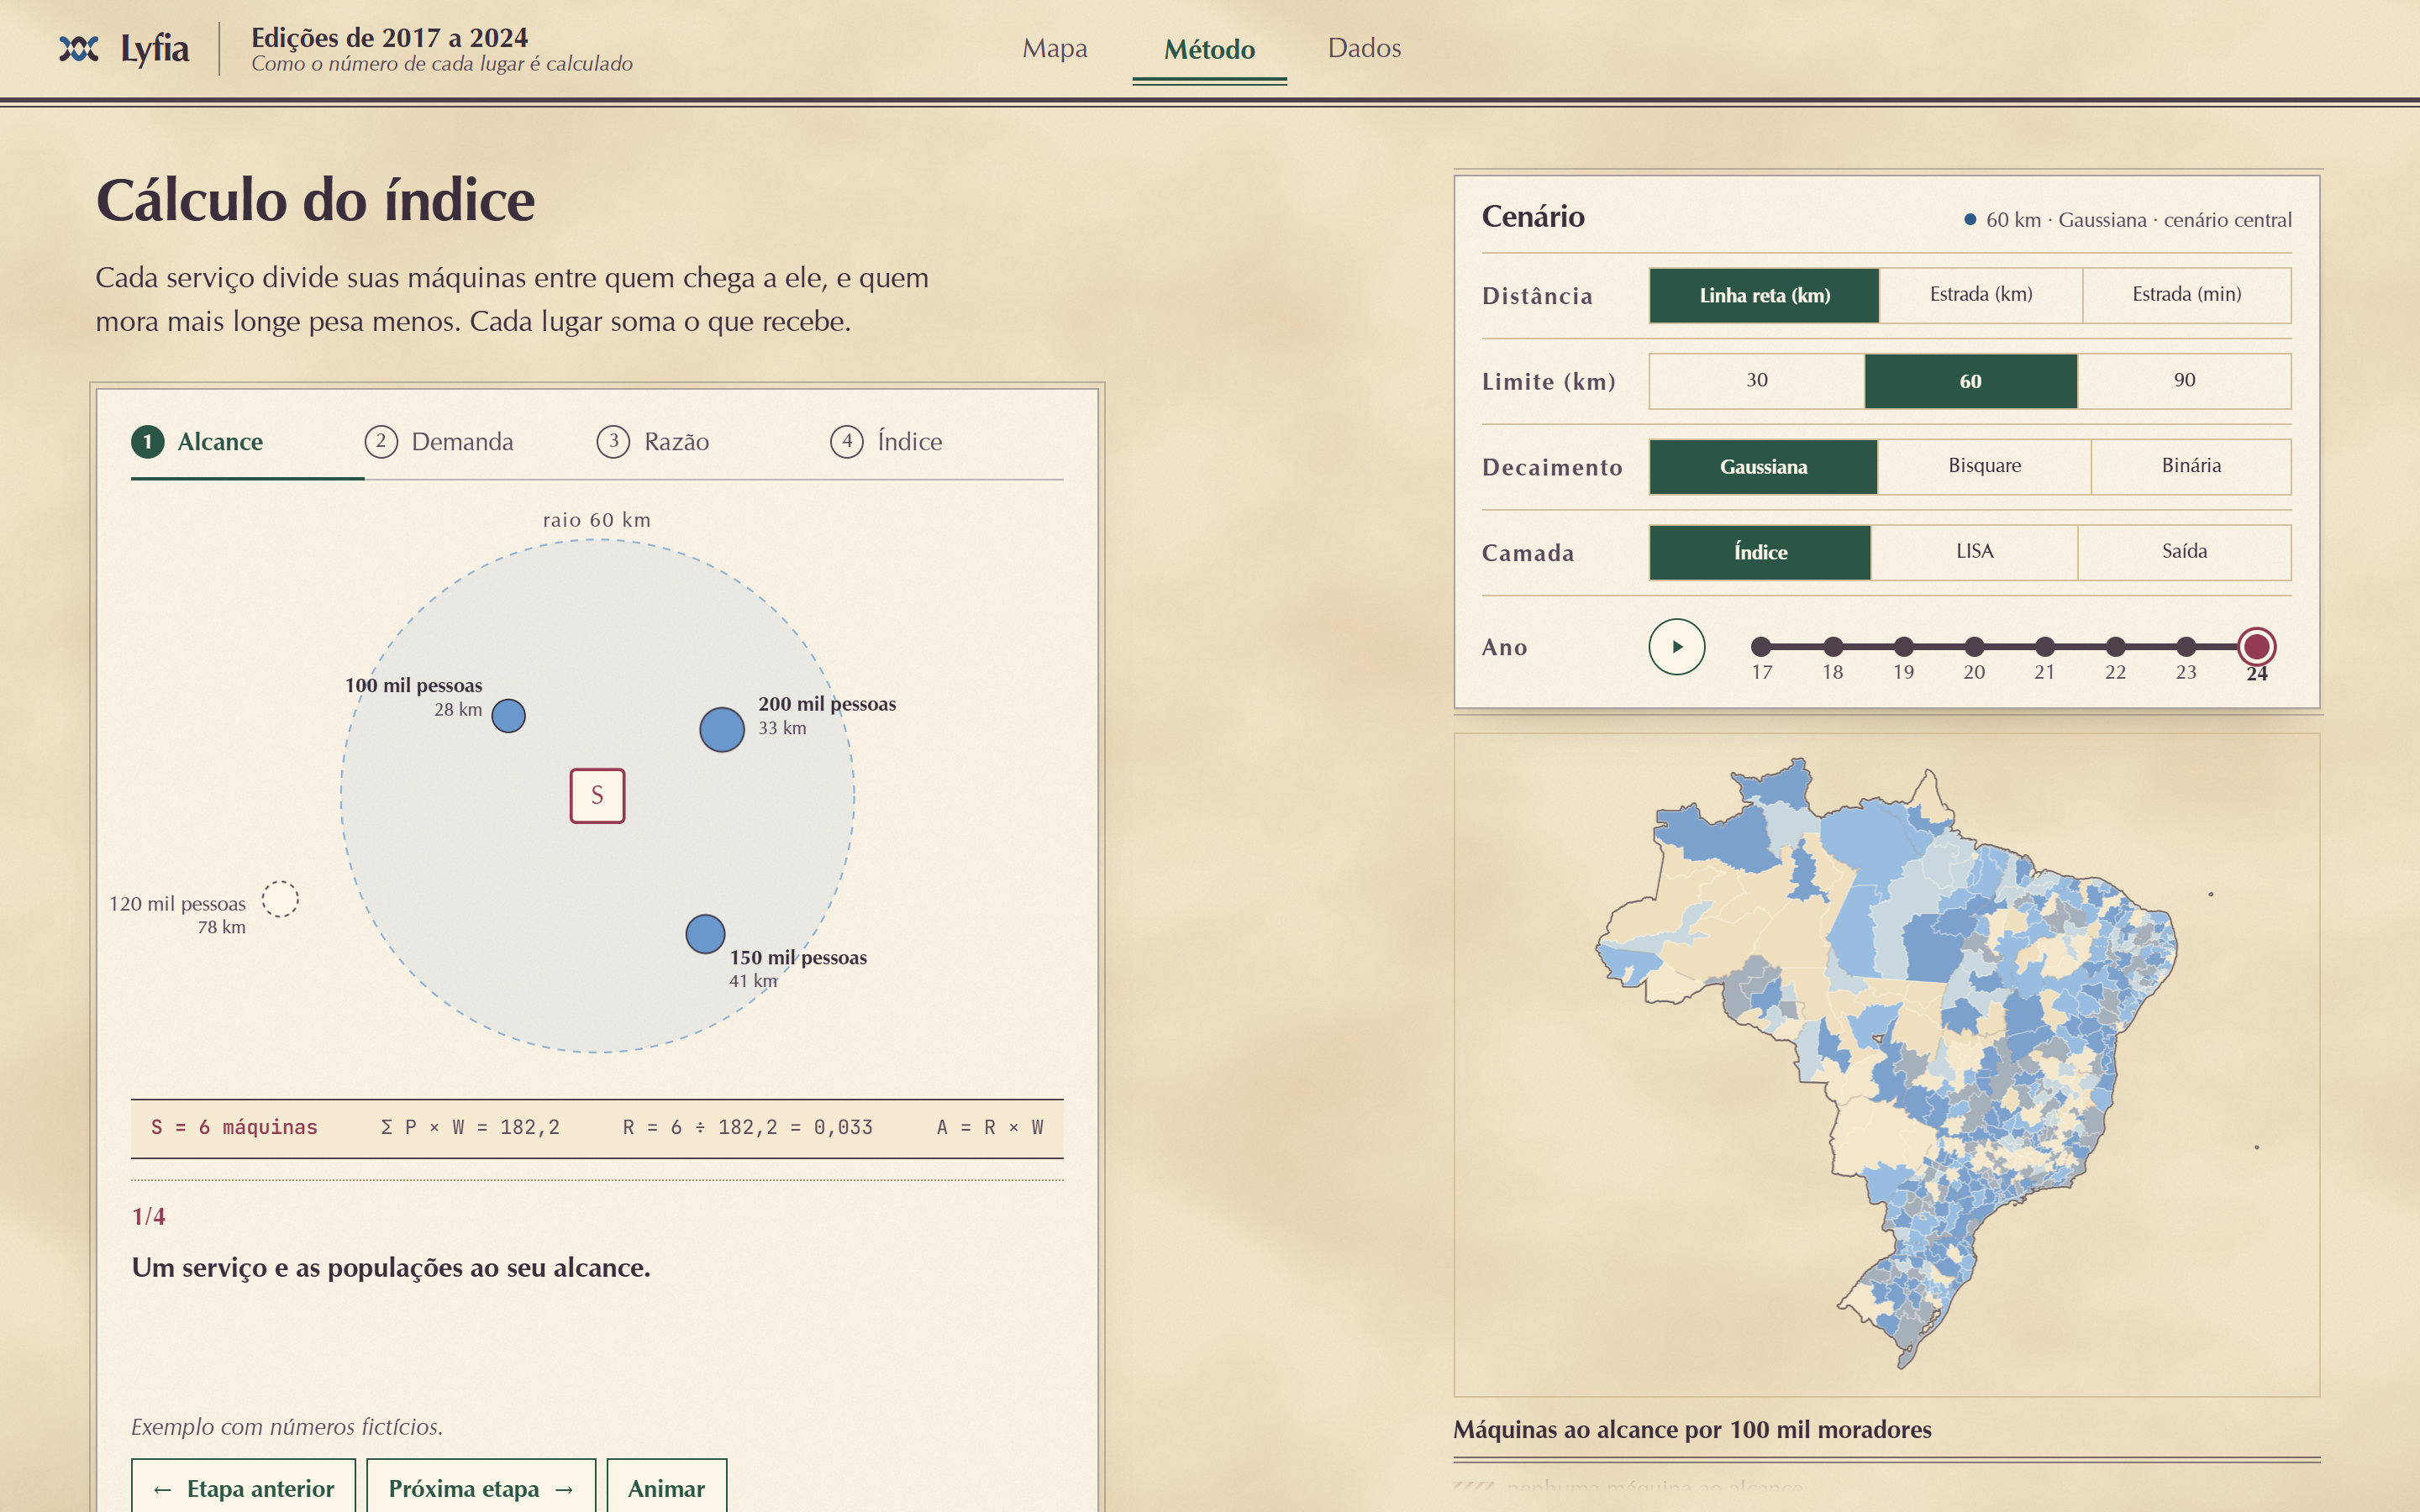 Lyfia
Edições de 2017 a 2024
Como o número de cada lugar é calculado
Mapa
Método
Dados
Cálculo do índice
Cada serviço divide suas máquinas entre quem chega a ele, e quem
mora mais longe pesa menos. Cada lugar soma o que recebe.
1 Alcance
2 Demanda
3 Razão
4 Índice
raio 60 km
100 mil pessoas
28 km
200 mil pessoas
33 km
S
120 mil pessoas
78 km
150 mil pessoas
41 km
S = 6 máquinas
Σ P × W = 182,2
R = 6 ÷ 182,2 = 0,033
A = R × W
1/4
Um serviço e as populações ao seu alcance.
Exemplo com números fictícios.
← Etapa anterior
Próxima etapa →
Animar
Cenário
60 km · Gaussiana · cenário central
Distância
Linha reta (km)
Estrada (km)
Estrada (min)
Limite (km)
30
60
90
Decaimento
Gaussiana
Bisquare
Binária
Camada
Índice
LISA
Saída
Ano
17
18
19
20
21
22
23
24
Máquinas ao alcance por 100 mil moradores
nenhuma máquina ao alcance